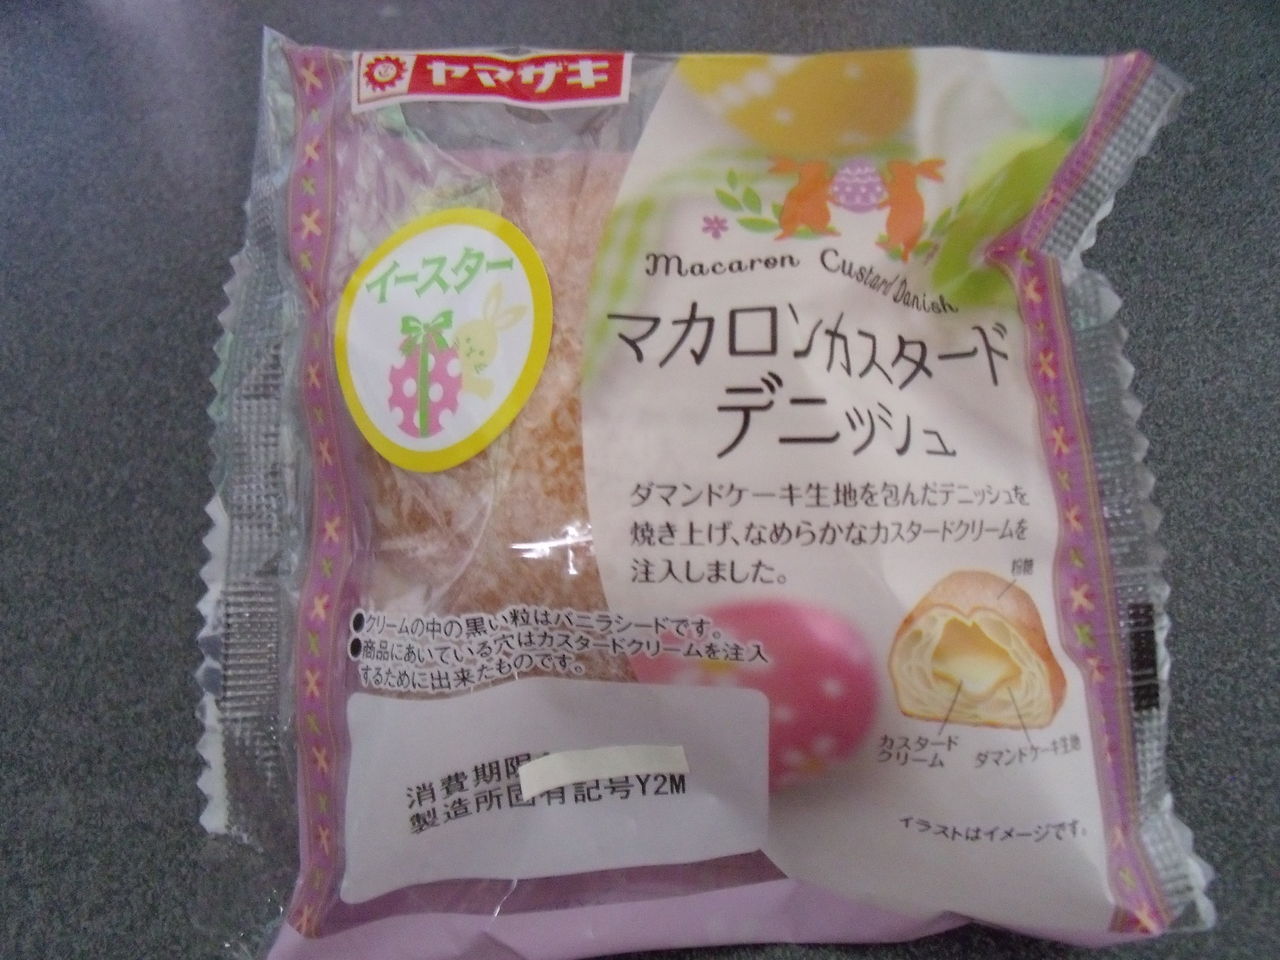 ヤマザキ
イースター
Macaron Custard Danish
マカロンカスタード
デニッシュ
ダマンドケーキ生地を包んだデニッシュを
焼き上げ、なめらかなカスタードクリームを
注入しました。
粉糖
カスタード
クリーム
ダマンドケーキ生地
イラストはイメージです。
●クリームの中の黒い粒はバニラシードです。
●商品にあいている穴はカスタードクリームを注入
するために出来たものです。
消費期限
製造所固有記号Y2M